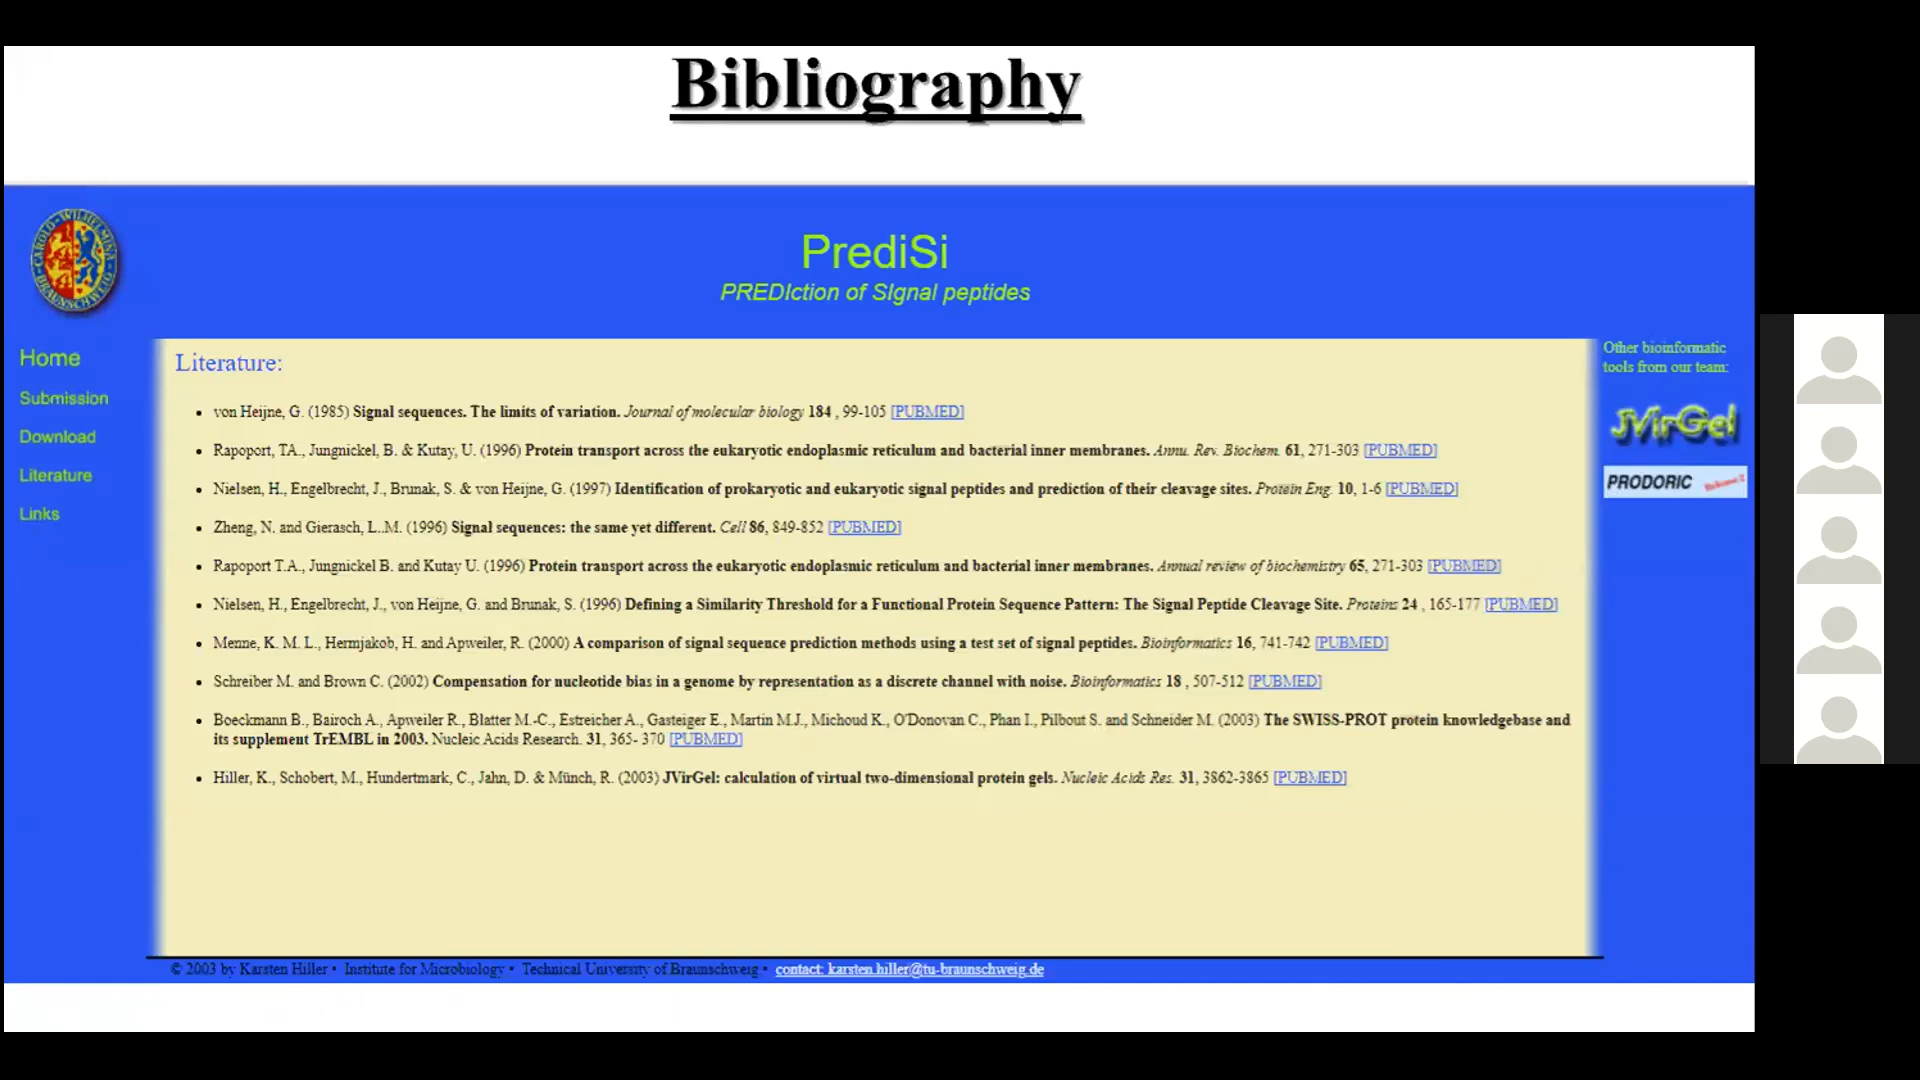 Bibliography
PrediSi
PREDIction of SIgnal peptides
CAROLO-WILHELMINA
BRAUNSCHWEIG
Home
Submission
Download
Literature
Links
Literature:
• von Heijne, G. (1985) Signal sequences. The limits of variation. Journal of molecular biology 184 , 99-105 [PUBMED]
• Rapoport, TA., Jungnickel, B. & Kutay, U. (1996) Protein transport across the eukaryotic endoplasmic reticulum and bacterial inner membranes. Annu. Rev. Biochem. 61, 271-303 [PUBMED]
• Nielsen, H., Engelbrecht, J., Brunak, S. & von Heijne, G. (1997) Identification of prokaryotic and eukaryotic signal peptides and prediction of their cleavage sites. Protein Eng. 10, 1-6 [PUBMED]
• Zheng, N. and Gierasch, L..M. (1996) Signal sequences: the same yet different. Cell 86, 849-852 [PUBMED]
• Rapoport T.A., Jungnickel B. and Kutay U. (1996) Protein transport across the eukaryotic endoplasmic reticulum and bacterial inner membranes. Annual review of biochemistry 65, 271-303 [PUBMED]
• Nielsen, H., Engelbrecht, J., von Heijne, G. and Brunak, S. (1996) Defining a Similarity Threshold for a Functional Protein Sequence Pattern: The Signal Peptide Cleavage Site. Proteins 24 , 165-177 [PUBMED]
• Menne, K. M. L., Hermjakob, H. and Apweiler, R. (2000) A comparison of signal sequence prediction methods using a test set of signal peptides. Bioinformatics 16, 741-742 [PUBMED]
• Schreiber M. and Brown C. (2002) Compensation for nucleotide bias in a genome by representation as a discrete channel with noise. Bioinformatics 18 , 507-512 [PUBMED]
• Boeckmann B., Bairoch A., Apweiler R., Blatter M.-C., Estreicher A., Gasteiger E., Martin M.J., Michoud K., O'Donovan C., Phan I., Pilbout S. and Schneider M. (2003) The SWISS-PROT protein knowledgebase and
its supplement TrEMBL in 2003. Nucleic Acids Research. 31, 365- 370 [PUBMED]
• Hiller, K., Schobert, M., Hundertmark, C., Jahn, D. & Münch, R. (2003) JVirGel: calculation of virtual two-dimensional protein gels. Nucleic Acids Res. 31, 3862-3865 [PUBMED]
Other bioinformatic
tools from our team:
JVirGel
PRODORIC
© 2003 by Karsten Hiller • Institute for Microbiology • Technical University of Braunschweig • contact: karsten.hiller@tu-braunschweig.de